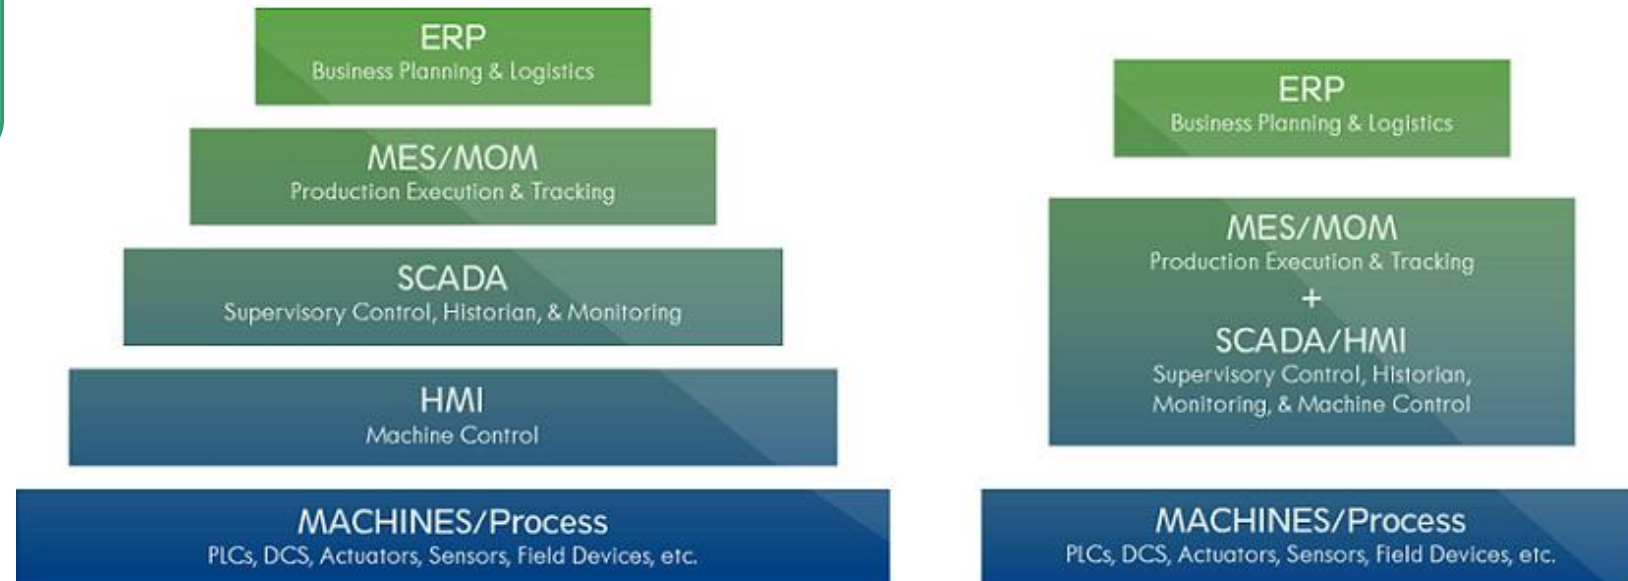 ERP
Business Planning & Logistics
MES/MOM
Production Execution & Tracking
SCADA
Supervisory Control, Historian, & Monitoring
HMI
Machine Control
MACHINES/Process
PLCs, DCS, Actuators, Sensors, Field Devices, etc.
ERP
Business Planning & Logistics
MES/MOM
Production Execution & Tracking
+
SCADA/HMI
Supervisory Control, Historian,
Monitoring, & Machine Control
MACHINES/Process
PLCs, DCS, Actuators, Sensors, Field Devices, etc.